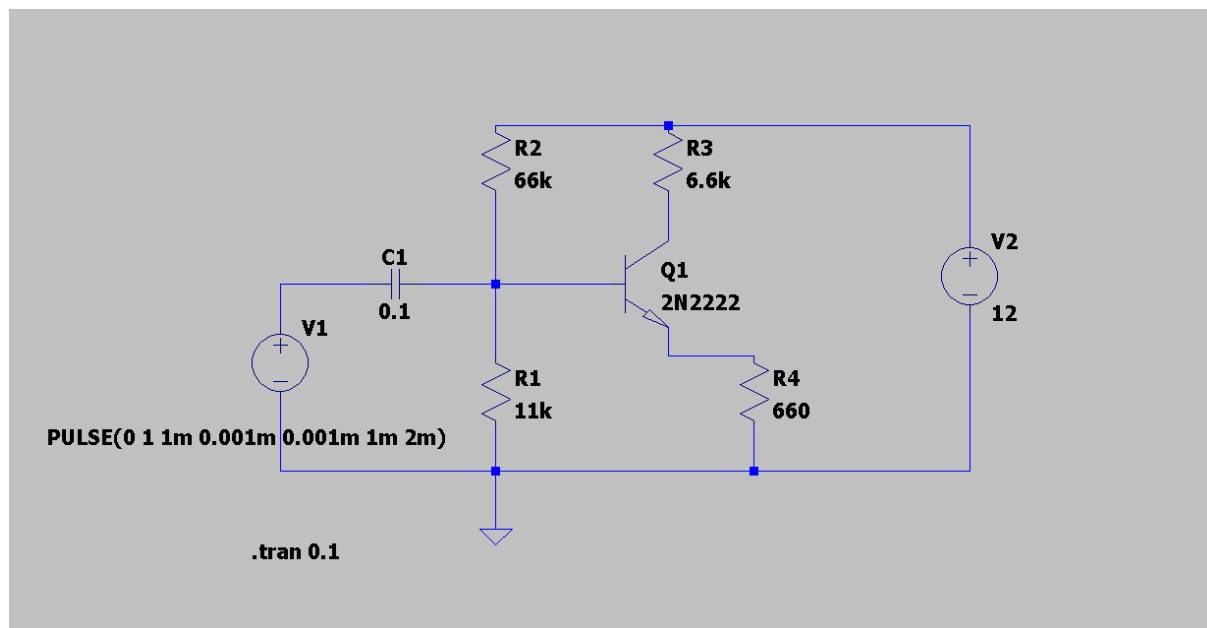 R2
66k
R3
6.6k
C1
0.1
Q1
2N2222
V2
12
V1
R1
11k
R4
660
PULSE(0 1 1m 0.001m 0.001m 1m 2m)
.tran 0.1